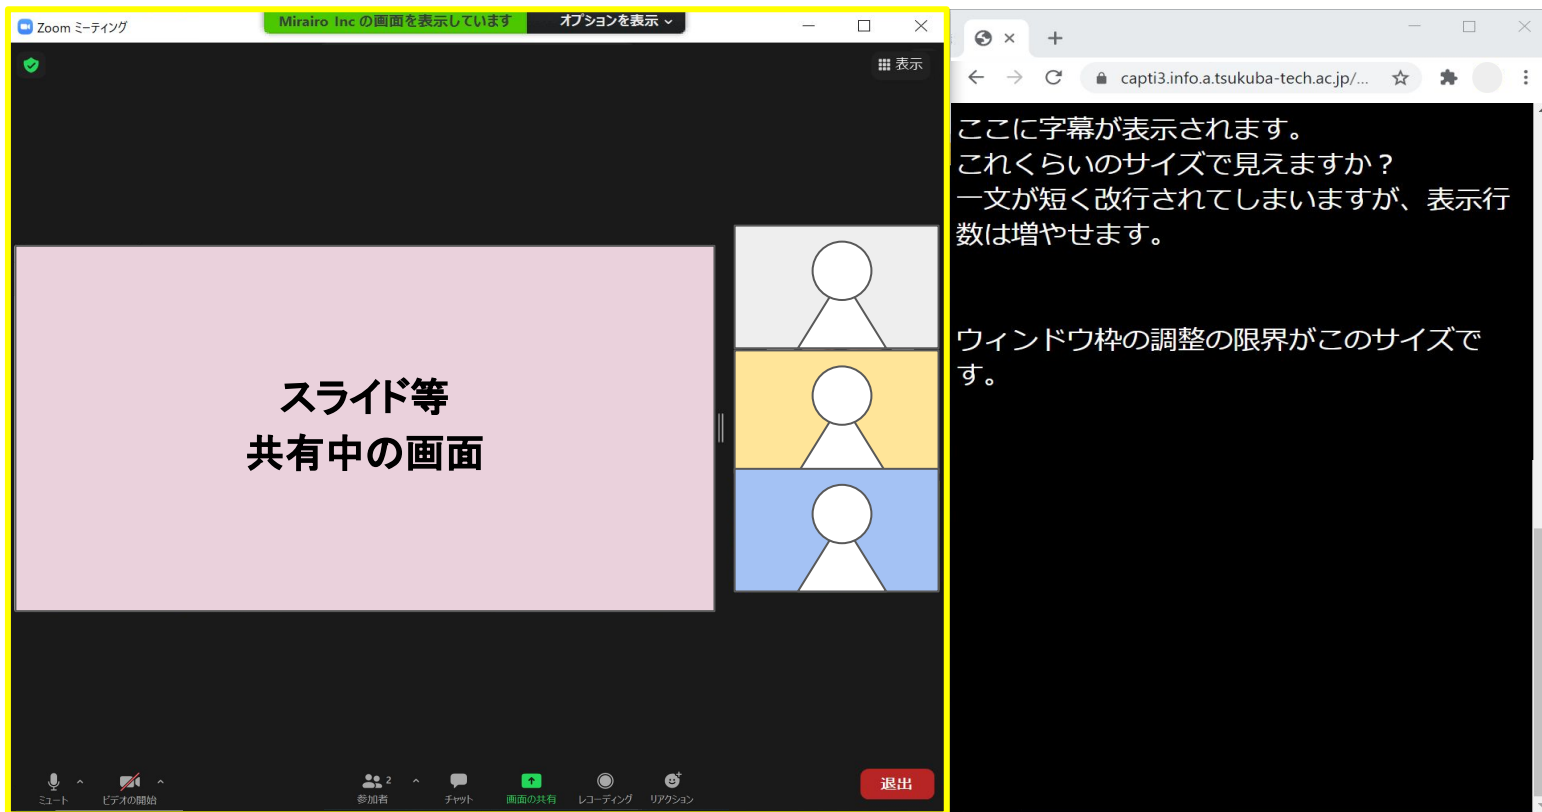 Zoom ミーティング
Mirairo Inc の画面を表示しています
オプションを表示
表示
スライド等
共有中の画面
ミュート
ビデオの開始
2
参加者
チャット
画面の共有
レコーディング
リアクション
退出
capti3.info.a.tsukuba-tech.ac.jp/...
ここに字幕が表示されます。
これくらいのサイズで見えますか？
一文が短く改行されてしまいますが、表示行
数は増やせます。
ウィンドウ枠の調整の限界がこのサイズで
す。